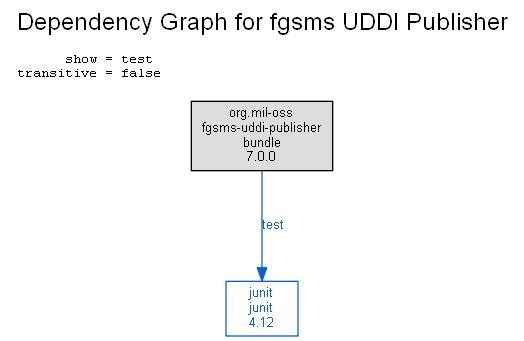 Dependency Graph for fgsms UDDI Publisher
show = test
transitive = false
org.mil-oss
fgsms-uddi-publisher
bundle
7.0.0
test
junit
junit
4.12